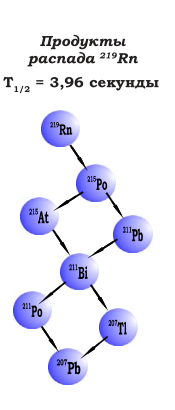 Продукты
распада ²¹⁹Rn
T₁/₂ = 3,96 секунды
²¹⁹Rn
²¹⁵Po
²¹⁵At
²¹¹Pb
²¹¹Bi
²¹¹Po
²⁰⁷Tl
²⁰⁷Pb